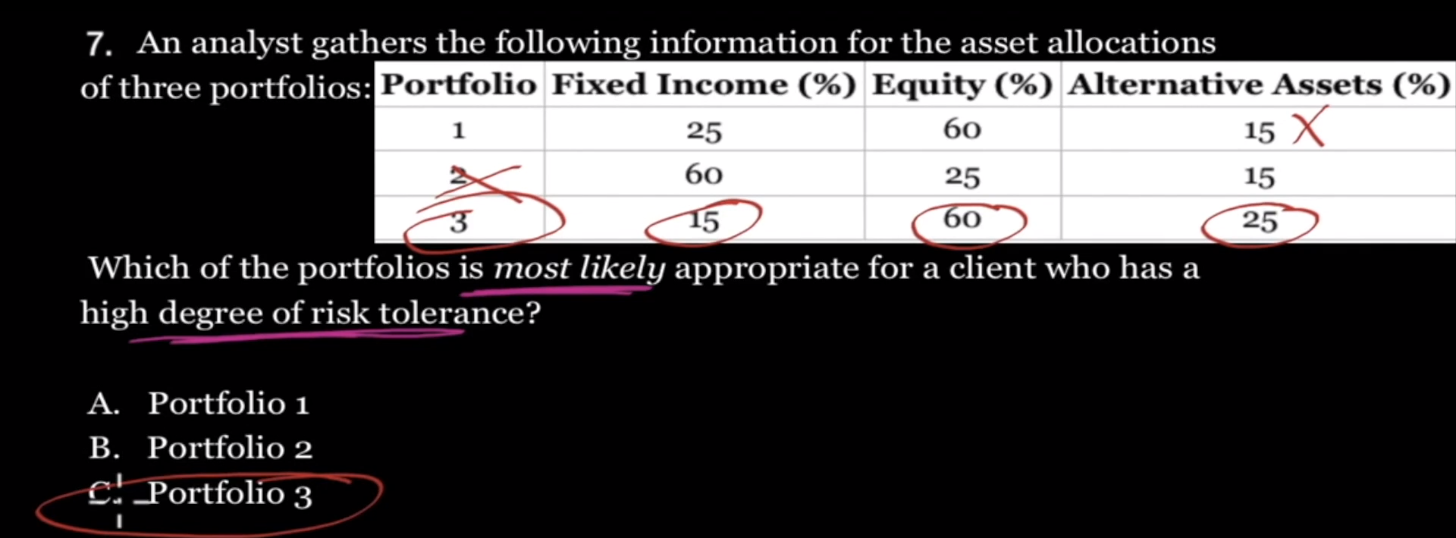 7. An analyst gathers the following information for the asset allocations
of three portfolios:
Portfolio Fixed Income (%) Equity (%) Alternative Assets (%)
1 25 60 15
2 60 25 15
3 15 60 25
Which of the portfolios is most likely appropriate for a client who has a
high degree of risk tolerance?
A. Portfolio 1
B. Portfolio 2
C. Portfolio 3